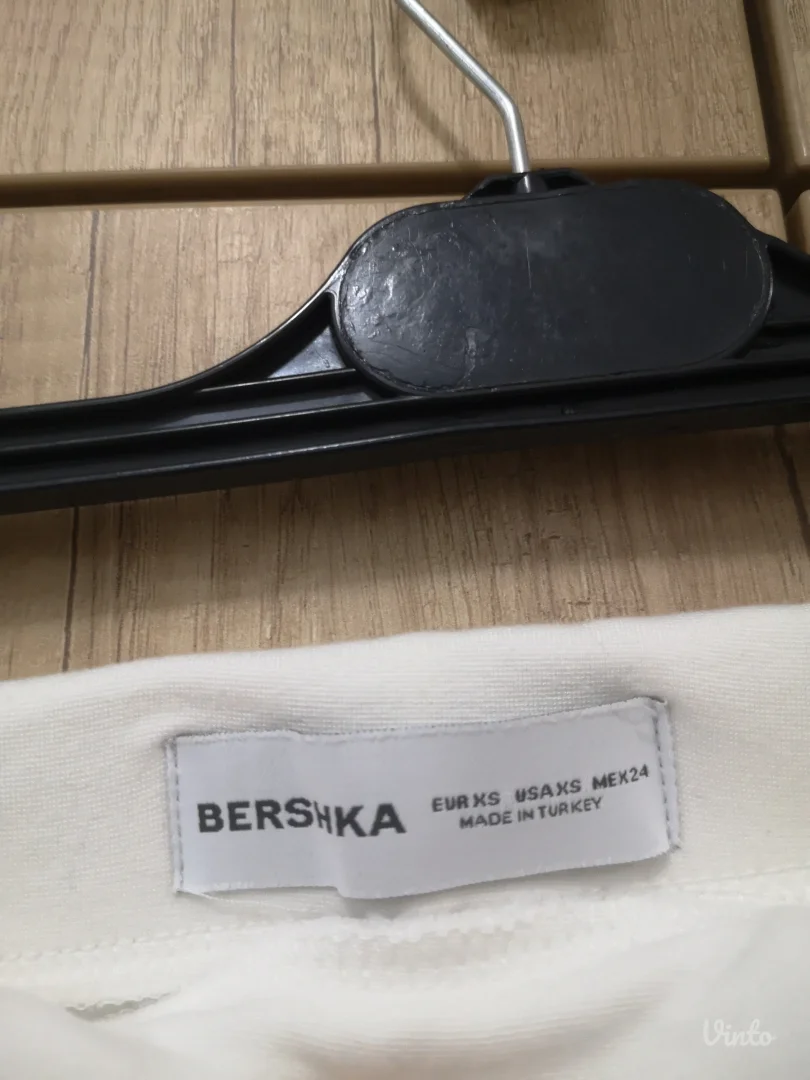 BERSHKA
EUR XS USA XS MEX 24
MADE IN TURKEY
Vinto